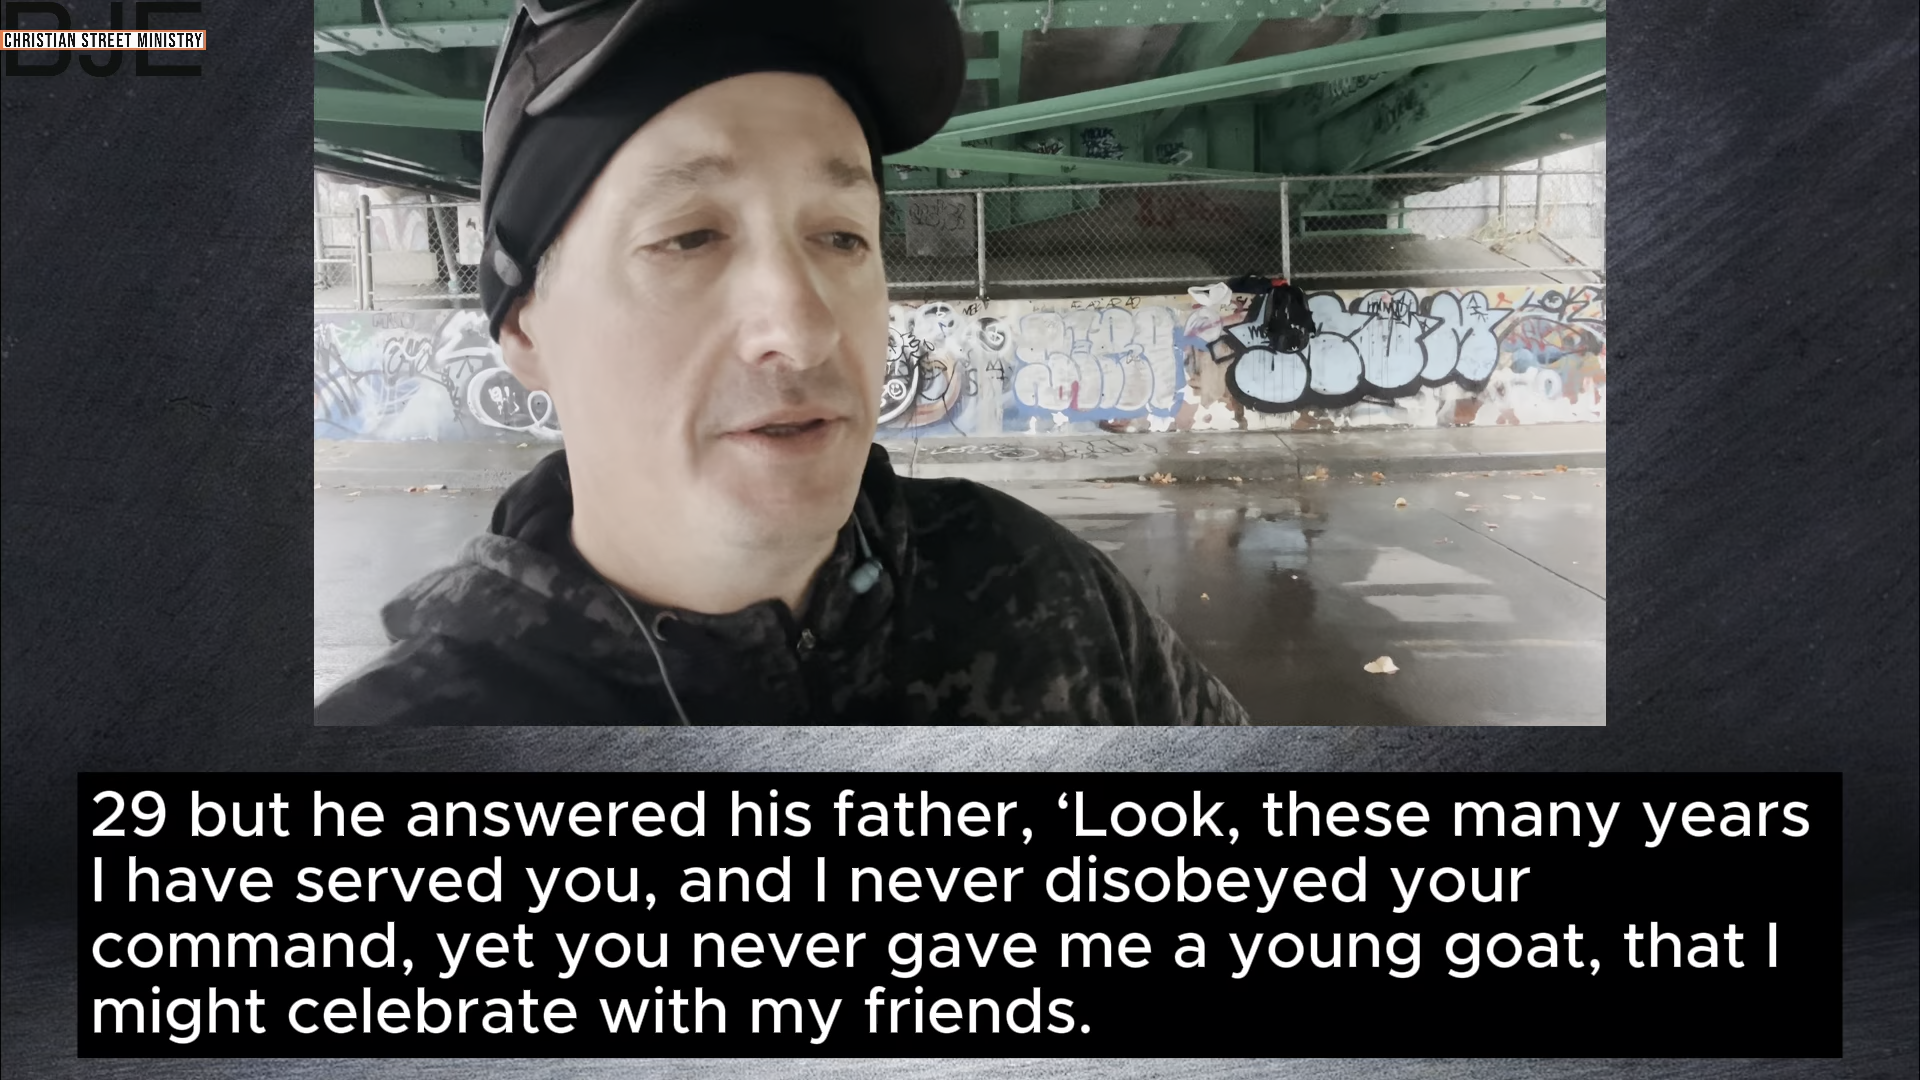 BJE
CHRISTIAN STREET MINISTRY
29 but he answered his father, ‘Look, these many years
I have served you, and I never disobeyed your
command, yet you never gave me a young goat, that I
might celebrate with my friends.